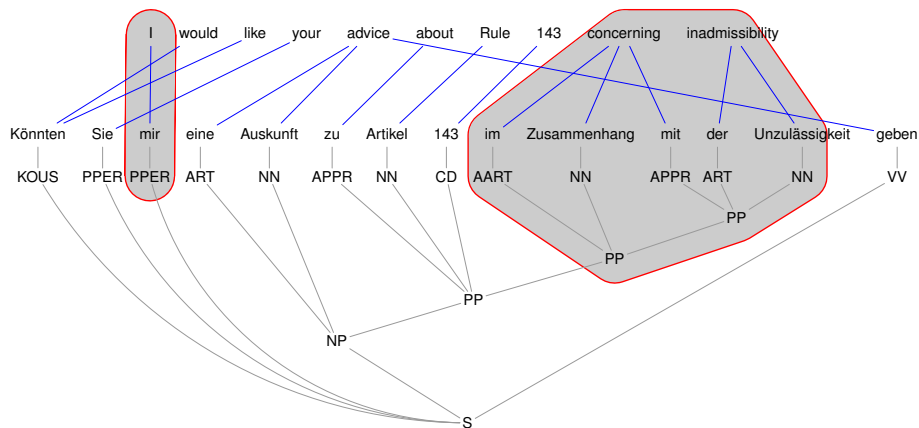 I would like your advice about Rule 143 concerning inadmissibility
Könnten Sie mir eine Auskunft zu Artikel 143 im Zusammenhang mit der Unzulässigkeit geben
KOUS PPER PPER ART NN APPR NN CD AART NN APPR ART NN VV
PP
PP
PP
NP
S